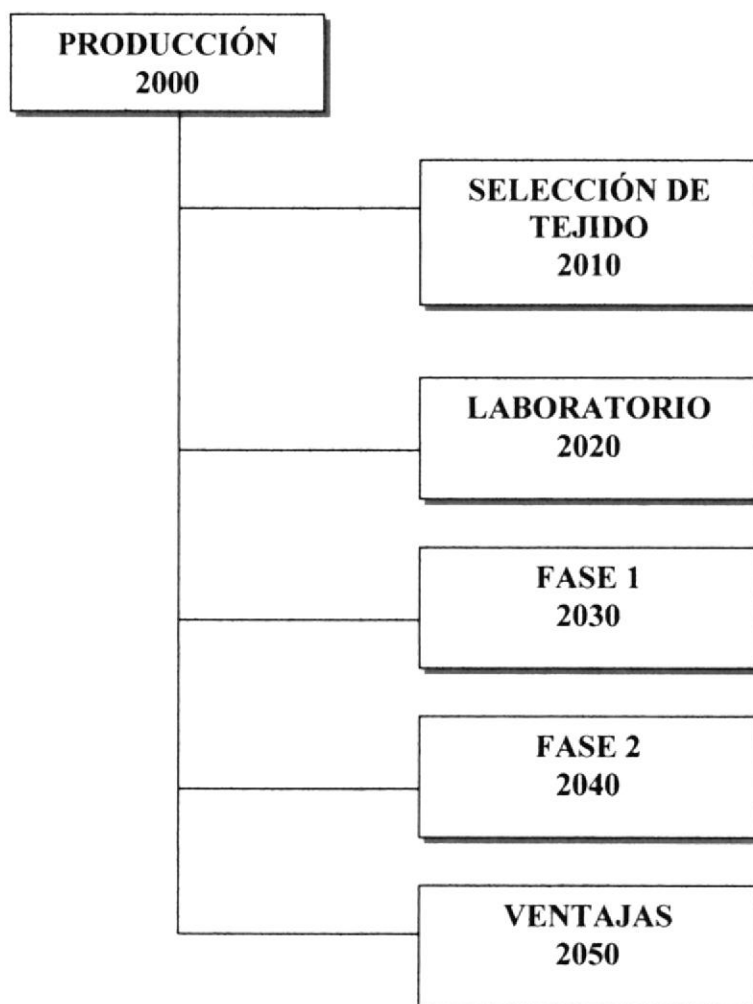 PRODUCCIÓN
2000
SELECCIÓN DE
TEJIDO
2010
LABORATORIO
2020
FASE 1
2030
FASE 2
2040
VENTAJAS
2050